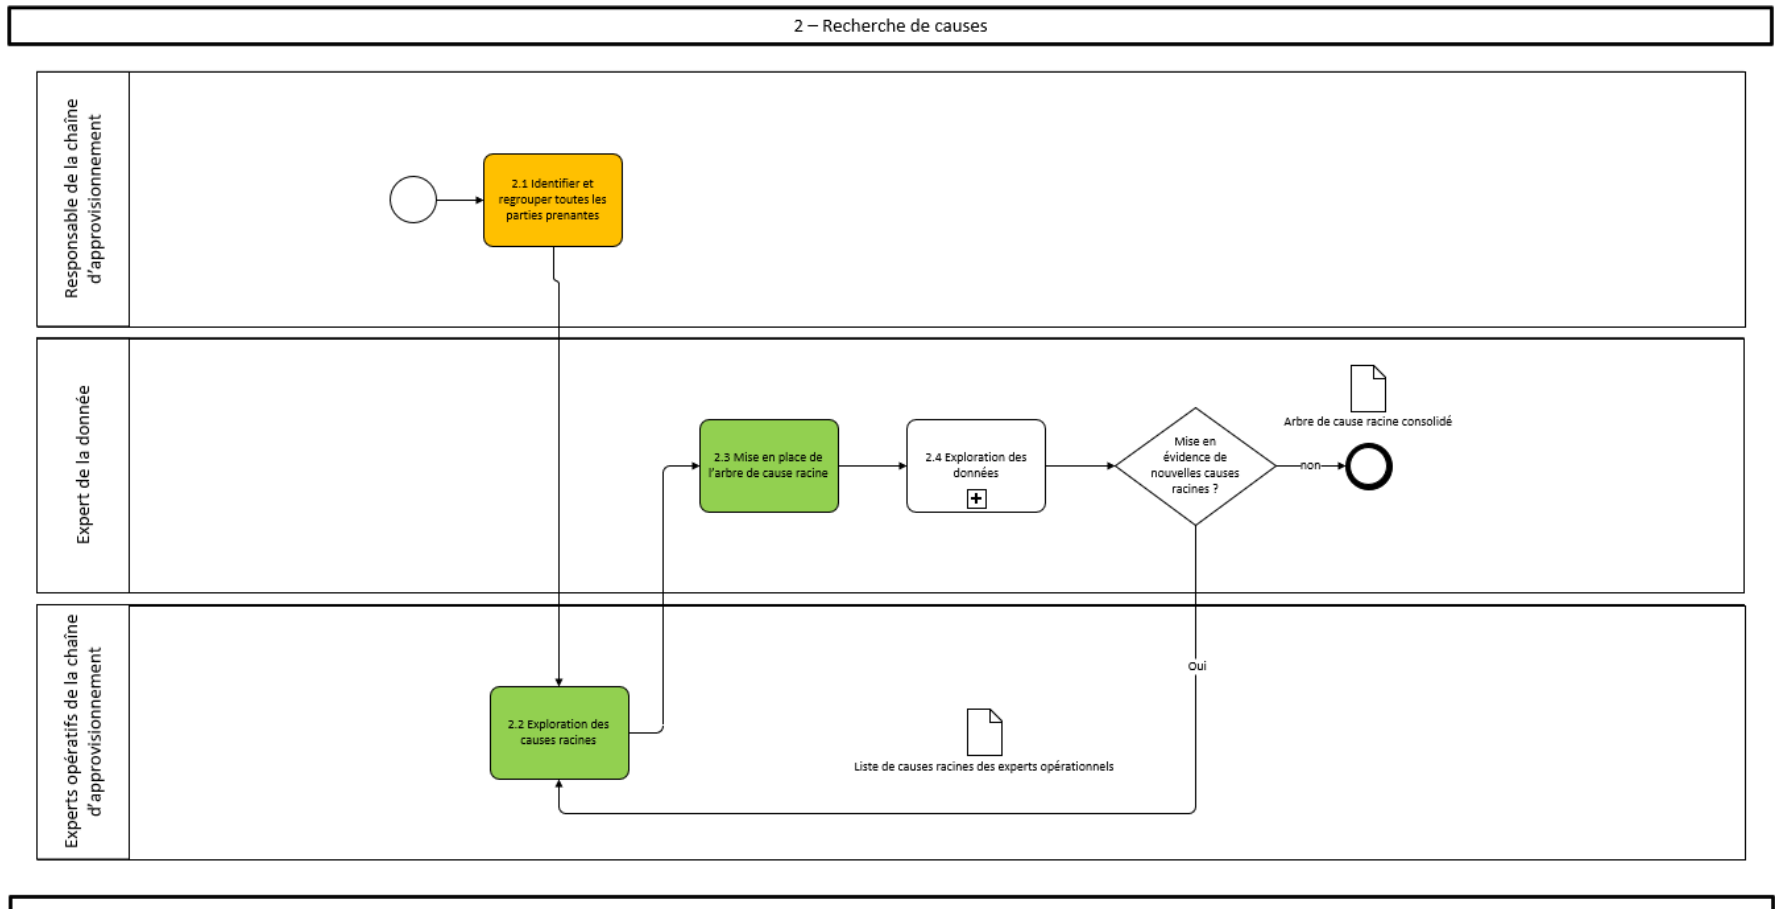 2 – Recherche de causes
Responsable de la chaîne
d’approvisionnement
2.1 Identifier et
regrouper toutes les
parties prenantes
Expert de la donnée
2.3 Mise en place de
l’arbre de cause racine
2.4 Exploration des
données
Mise en
évidence de
nouvelles causes
racines ?
non
Arbre de cause racine consolidé
Experts opératifs de la chaîne
d’approvisionnement
2.2 Exploration des
causes racines
Liste de causes racines des experts opérationnels
Oui